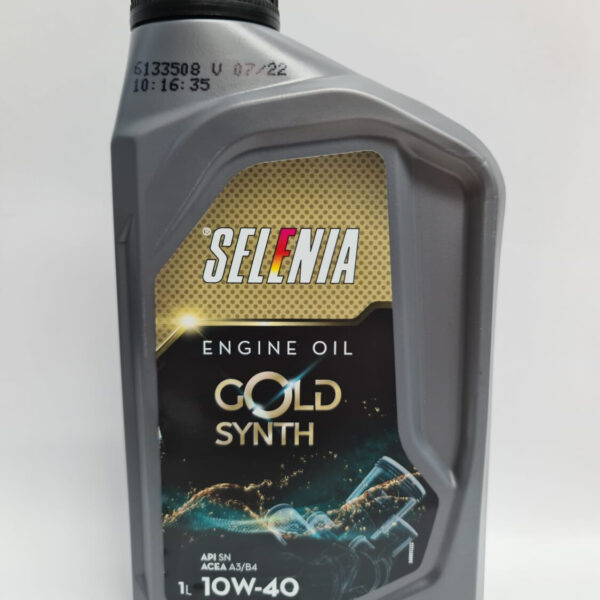 6133508 V 07/22
10:16:35
®SELENIA
ENGINE OIL
GOLD
SYNTH
API SN
ACEA A3/B4
1L 10W-40